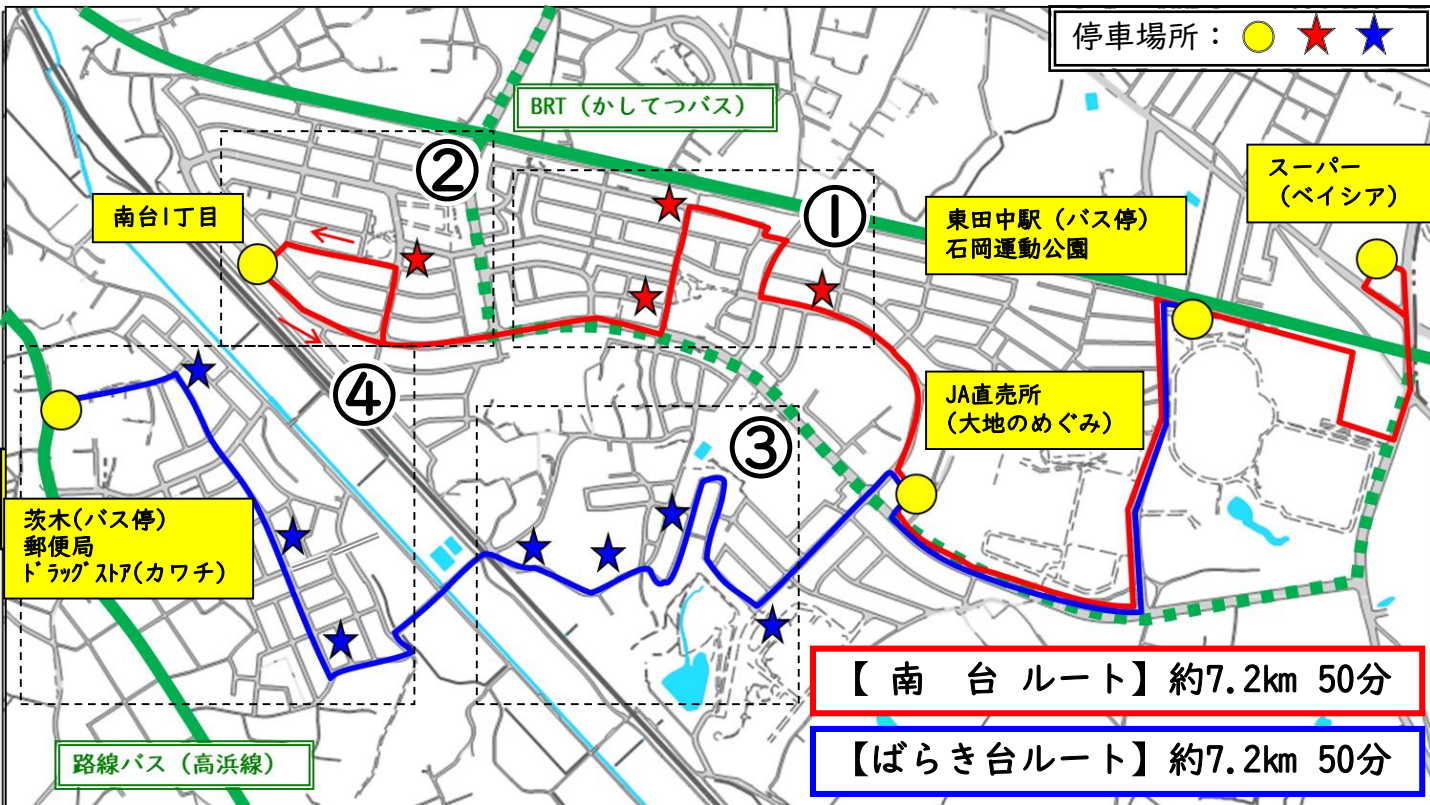 停車場所：
BRT（かしてつバス）
②
①
スーパー
（ベイシア）
南台1丁目
東田中駅（バス停）
石岡運動公園
④
JA直売所
（大地のめぐみ）
③
茨木（バス停）
郵便局
ﾄﾞﾗｯｸﾞｽﾄｱ(カワチ)
【 南　台 ルート】約7.2km 50分
【ばらき台ルート】約7.2km 50分
路線バス（高浜線）